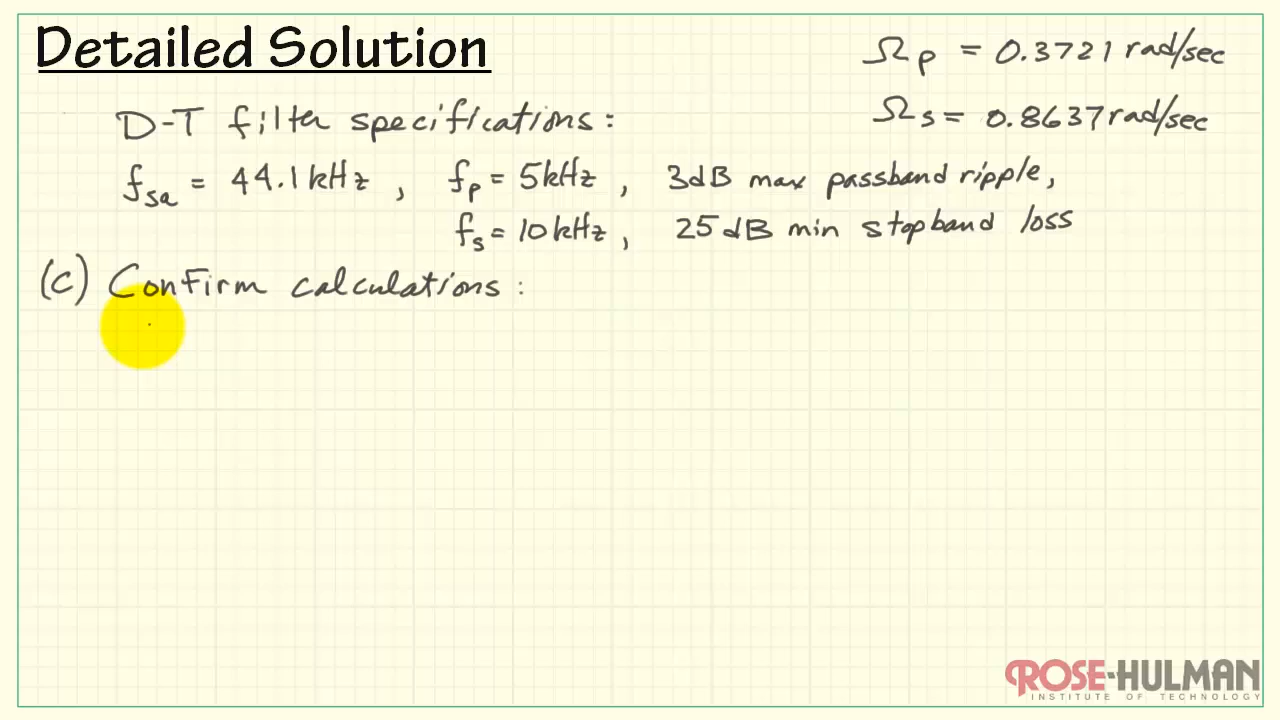 Detailed Solution
Ωp = 0.3721 rad/sec
Ωs = 0.8637 rad/sec
D-T filter specifications:
fsa = 44.1 kHz, fp = 5 kHz, 3 dB max passband ripple,
fs = 10 kHz, 25 dB min stopband loss
(c) Confirm calculations:
ROSE-HULMAN
INSTITUTE OF TECHNOLOGY